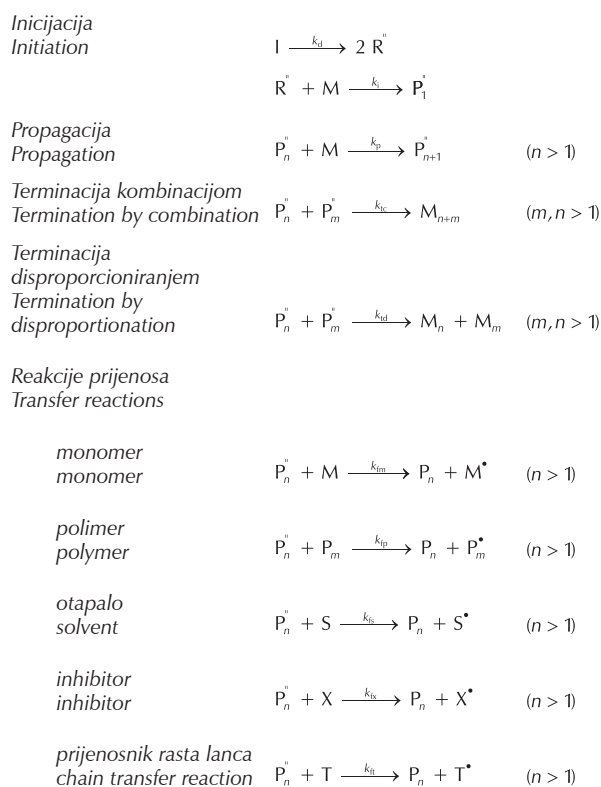 Inicijacija
Initiation I —k_d→ 2 R"
R" + M —k_i→ P"_1
Propagacija
Propagation P"_n + M —k_p→ P"_{n+1} (n > 1)
Terminacija kombinacijom
Termination by combination P"_n + P"_m —k_tc→ M_{n+m} (m, n > 1)
Terminacija
disproporcioniranjem
Termination by
disproportionation P"_n + P"_m —k_td→ M_n + M_m (m, n > 1)
Reakcije prijenosa
Transfer reactions
monomer
monomer P"_n + M —k_fm→ P_n + M• (n > 1)
polimer
polymer P"_n + P_m —k_fp→ P_n + P•_m (n > 1)
otapalo
solvent P"_n + S —k_fs→ P_n + S• (n > 1)
inhibitor
inhibitor P"_n + X —k_fx→ P_n + X• (n > 1)
prijenosnik rasta lanca
chain transfer reaction P"_n + T —k_ft→ P_n + T• (n > 1)